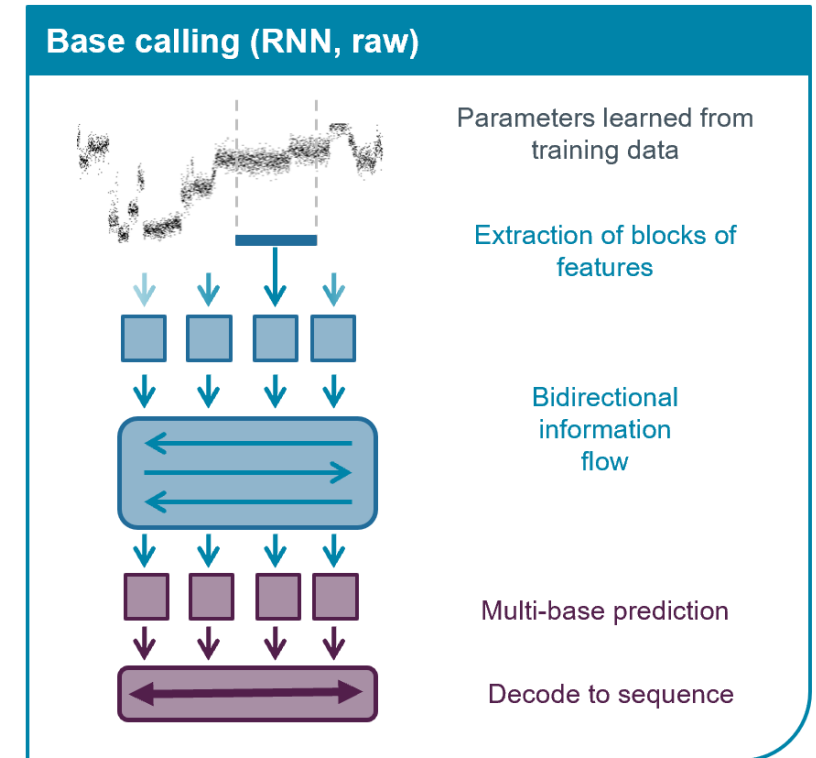 Base calling (RNN, raw)
Parameters learned from
training data
Extraction of blocks of
features
Bidirectional
information
flow
Multi-base prediction
Decode to sequence